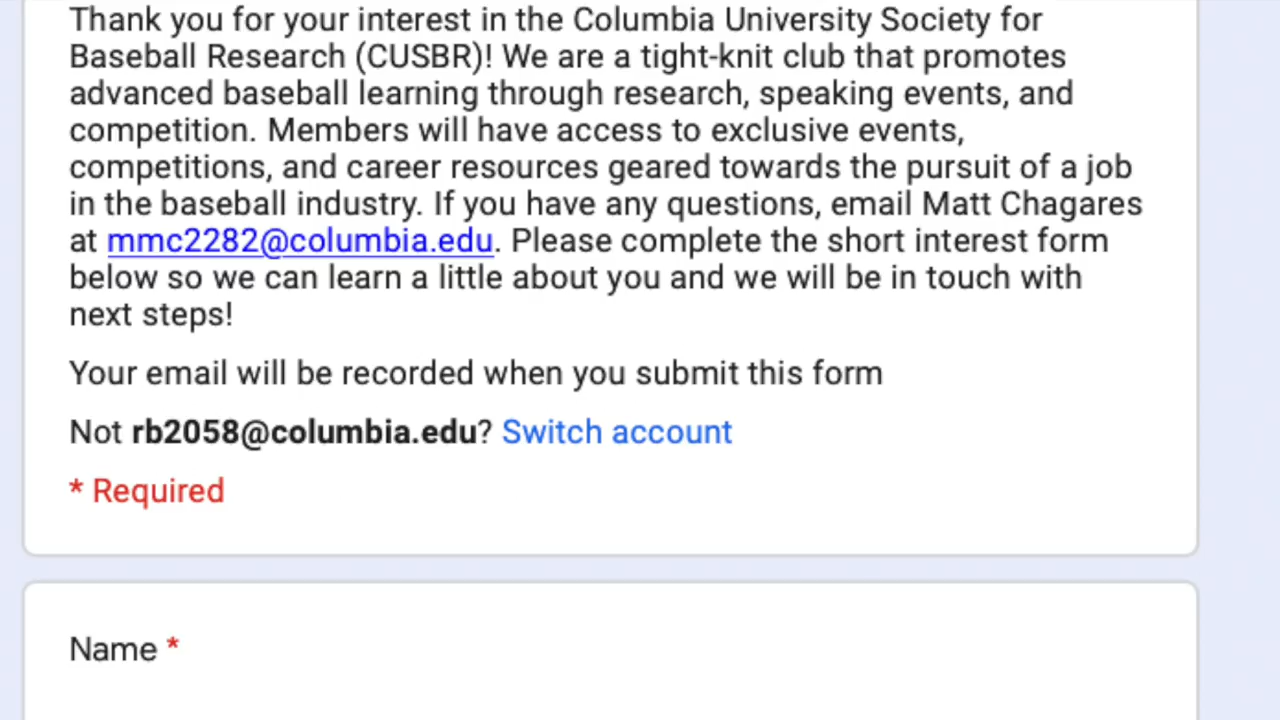 Thank you for your interest in the Columbia University Society for
Baseball Research (CUSBR)! We are a tight-knit club that promotes
advanced baseball learning through research, speaking events, and
competition. Members will have access to exclusive events,
competitions, and career resources geared towards the pursuit of a job
in the baseball industry. If you have any questions, email Matt Chagares
at mmc2282@columbia.edu. Please complete the short interest form
below so we can learn a little about you and we will be in touch with
next steps!
Your email will be recorded when you submit this form
Not rb2058@columbia.edu? Switch account
* Required
Name *